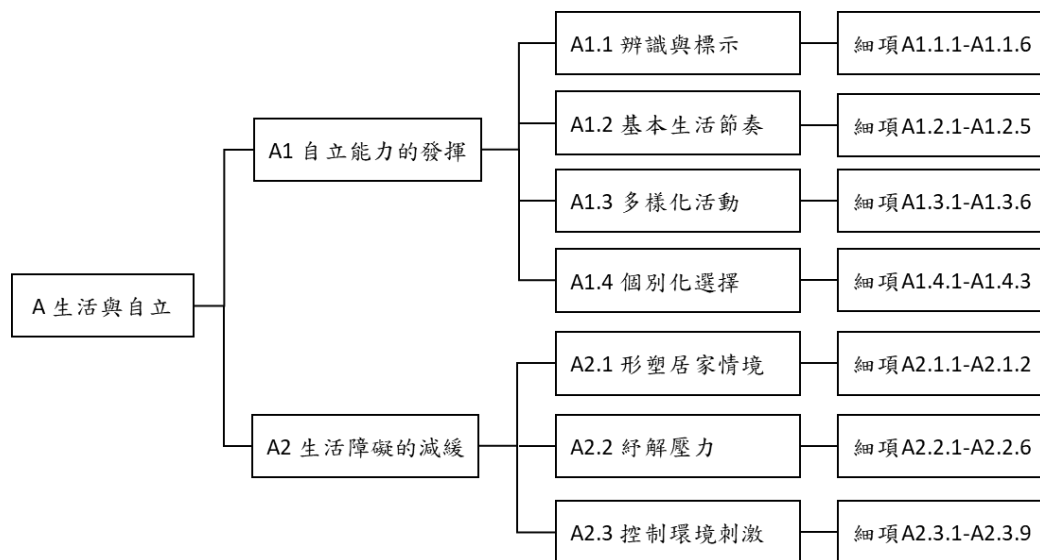 A 生活與自立
A1 自立能力的發揮
A1.1 辨識與標示
細項A1.1.1-A1.1.6
A1.2 基本生活節奏
細項A1.2.1-A1.2.5
A1.3 多樣化活動
細項A1.3.1-A1.3.6
A1.4 個別化選擇
細項A1.4.1-A1.4.3
A2 生活障礙的減緩
A2.1 形塑居家情境
細項A2.1.1-A2.1.2
A2.2 紓解壓力
細項A2.2.1-A2.2.6
A2.3 控制環境刺激
細項A2.3.1-A2.3.9